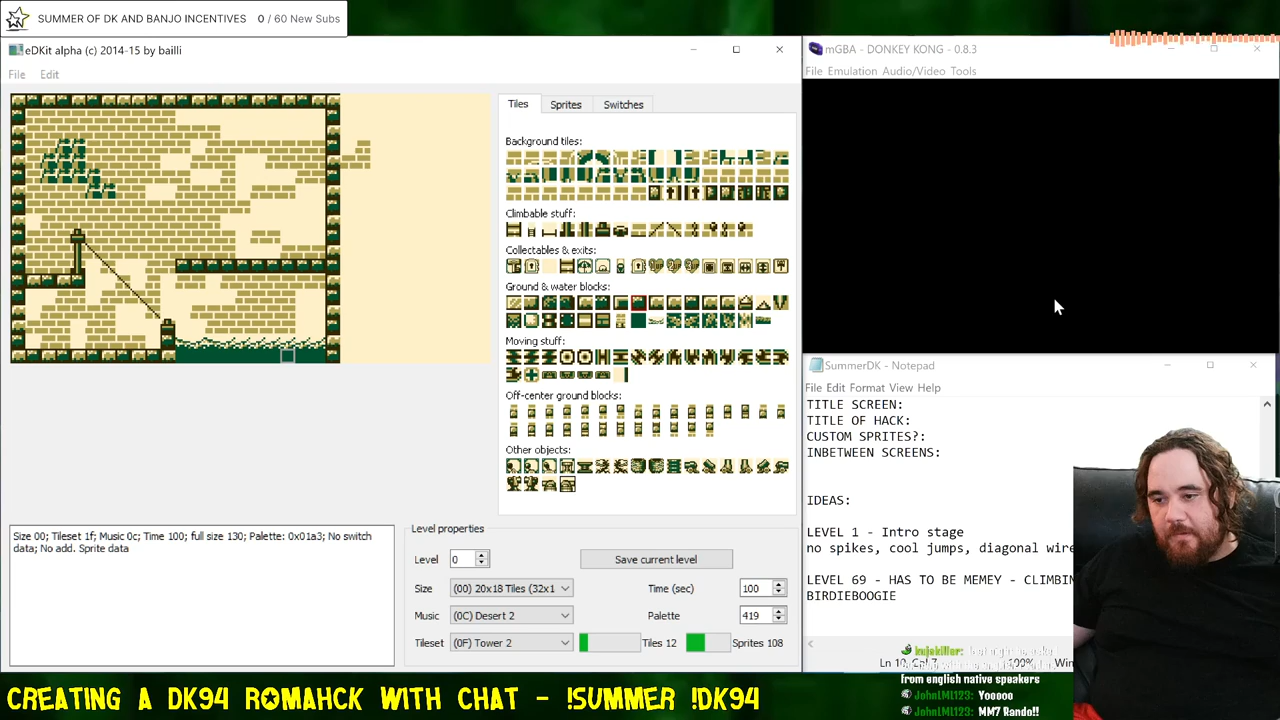 SUMMER OF DK AND BANJO INCENTIVES 0 / 60 New Subs
eDKit alpha (c) 2014-15 by bailli
File Edit
Tiles Sprites Switches
Background tiles:
Climbable stuff:
Collectables & exits:
Ground & water blocks:
Moving stuff:
Off-center ground blocks:
Other objects:
Size 00; Tileset 1f; Music 0c; Time 100; full size 130; Palette: 0x01a3; No switch
data; No add. Sprite data
Level properties
Level 0 Save current level
Size (00) 20x18 Tiles (32x1 Time (sec) 100
Music (0C) Desert 2 Palette 419
Tileset (0F) Tower 2 Tiles 12 Sprites 108
mGBA - DONKEY KONG - 0.8.3
File Emulation Audio/Video Tools
SummerDK - Notepad
File Edit Format View Help
TITLE SCREEN:
TITLE OF HACK:
CUSTOM SPRITES?:
INBETWEEN SCREENS:
IDEAS:
LEVEL 1 - Intro stage
no spikes, cool jumps, diagonal wire
LEVEL 69 - HAS TO BE MEMEY - CLIMBIN
BIRDIEBOOGIE
Ln 10, Col 7 100% Win
from english native speakers
JohnLML123: Yooooo
JohnLML123: MM7 Rando!!
CREATING A DK94 ROMAHCK WITH CHAT - !SUMMER !DK94